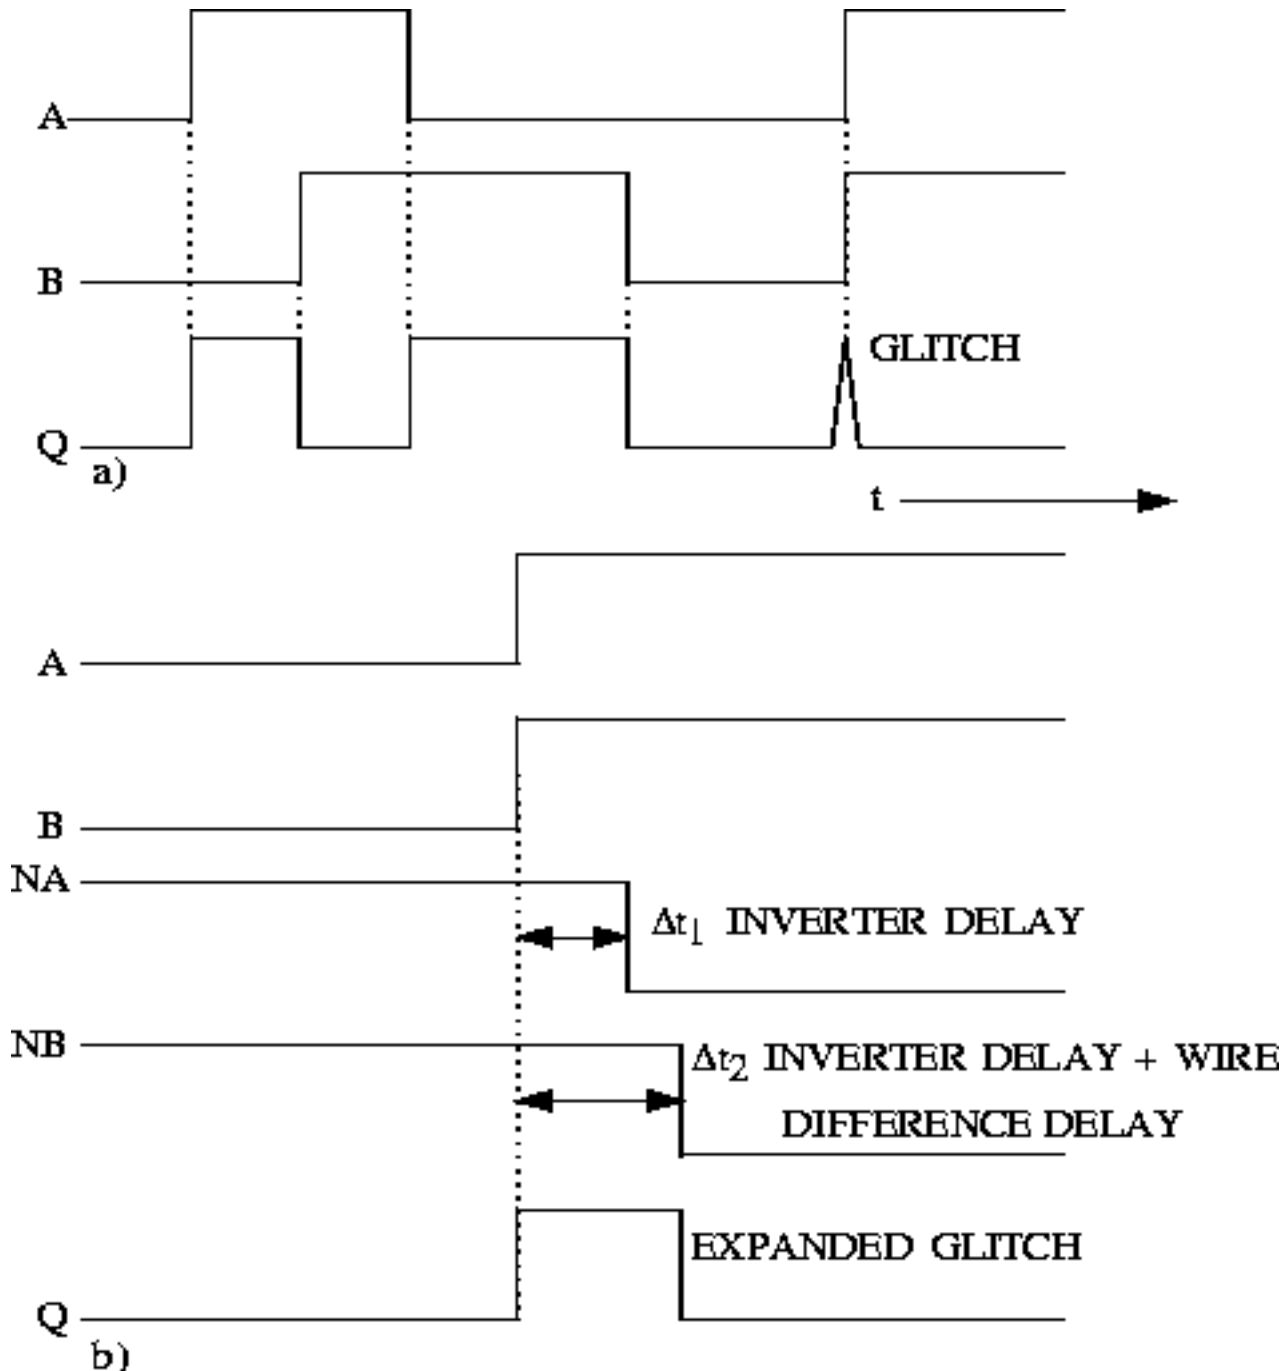 A
B
GLITCH
Q
a)
t
A
B
NA
Δt1 INVERTER DELAY
NB
Δt2 INVERTER DELAY + WIRE
DIFFERENCE DELAY
EXPANDED GLITCH
Q
b)